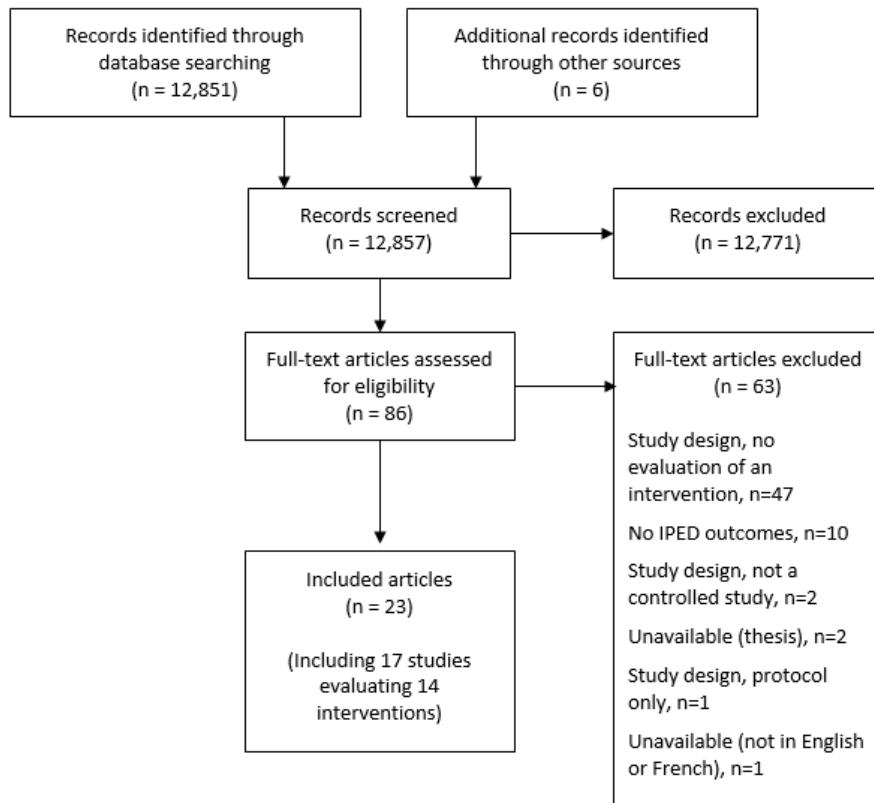 Records identified through
database searching
(n = 12,851)
Additional records identified
through other sources
(n = 6)
Records screened
(n = 12,857)
Records excluded
(n = 12,771)
Full-text articles assessed
for eligibility
(n = 86)
Full-text articles excluded
(n = 63)
Study design, no
evaluation of an
intervention, n=47
No IPED outcomes, n=10
Study design, not a
controlled study, n=2
Unavailable (thesis), n=2
Study design, protocol
only, n=1
Unavailable (not in English
or French), n=1
Included articles
(n = 23)
(Including 17 studies
evaluating 14
interventions)